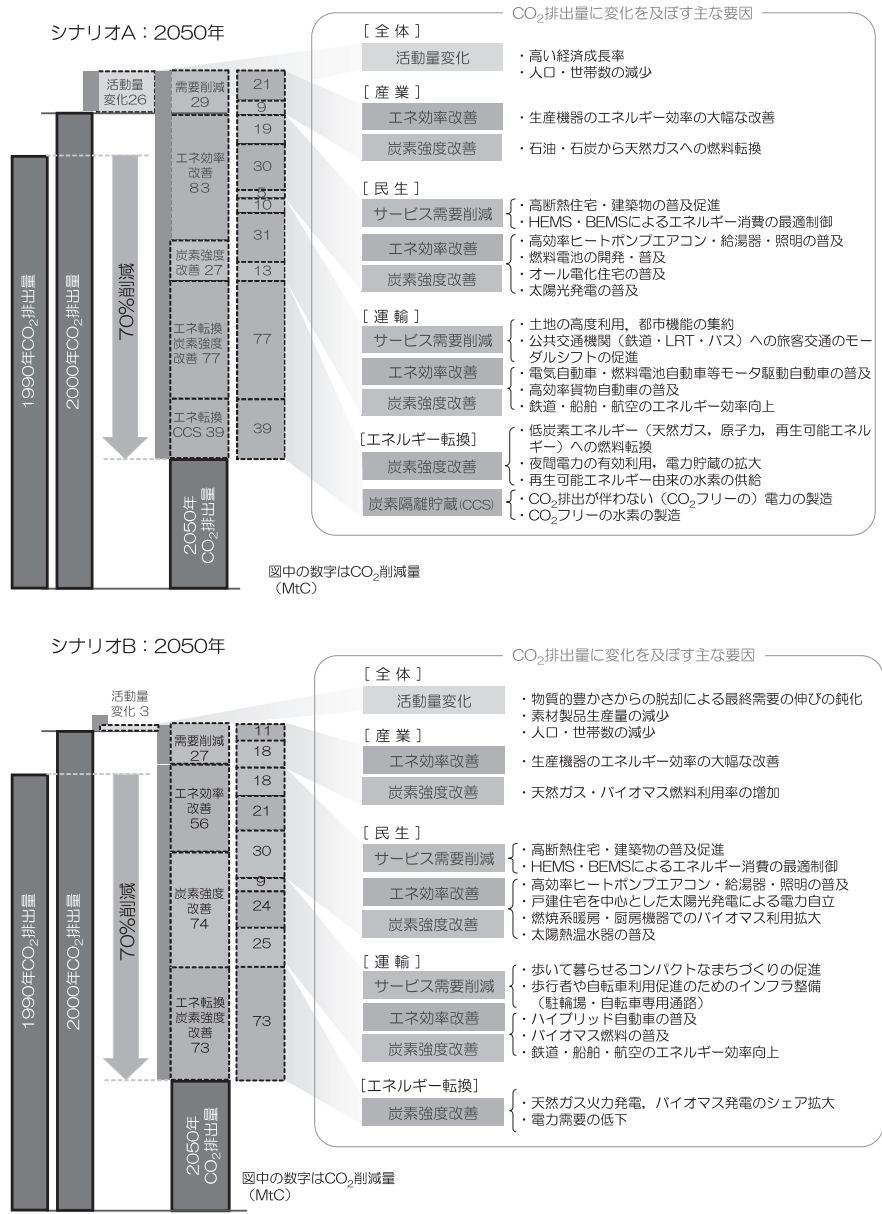 シナリオA:2050年
CO2排出量に変化を及ぼす主な要因
1990年CO2排出量
2000年CO2排出量
70%削減
活動量
変化26
需要削減
29
エネ効率
改善
83
炭素強度
改善 27
エネ転換
炭素強度
改善 77
エネ転換
CCS 39
2050年
CO2排出量
21
9
19
30
5
10
31
13
77
39
[ 全 体 ]
活動量変化
・高い経済成長率
・人口・世帯数の減少
[ 産 業 ]
エネ効率改善
・生産機器のエネルギー効率の大幅な改善
炭素強度改善
・石油・石炭から天然ガスへの燃料転換
[ 民 生 ]
サービス需要削減
・高断熱住宅・建築物の普及促進
・HEMS・BEMSによるエネルギー消費の最適制御
エネ効率改善
炭素強度改善
・高効率ヒートポンプエアコン・給湯器・照明の普及
・燃料電池の開発・普及
・オール電化住宅の普及
・太陽光発電の普及
[ 運 輸 ]
サービス需要削減
・土地の高度利用，都市機能の集約
・公共交通機関（鉄道・LRT・バス）への旅客交通のモー
ダルシフトの促進
エネ効率改善
炭素強度改善
・電気自動車・燃料電池自動車等モータ駆動自動車の普及
・高効率貨物自動車の普及
・鉄道・船舶・航空のエネルギー効率向上
[エネルギー転換]
炭素強度改善
・低炭素エネルギー（天然ガス，原子力，再生可能エネル
ギー）への燃料転換
・夜間電力の有効利用，電力貯蔵の拡大
・再生可能エネルギー由来の水素の供給
炭素隔離貯蔵(CCS)
・CO2排出が伴わない（CO2フリーの）電力の製造
・CO2フリーの水素の製造
図中の数字はCO2削減量
（MtC）
シナリオB:2050年
CO2排出量に変化を及ぼす主な要因
1990年CO2排出量
2000年CO2排出量
70%削減
活動量
変化 3
需要削減
27
エネ効率
改善
56
炭素強度
改善
74
エネ転換
炭素強度
改善
73
2050年
CO2排出量
11
18
18
21
30
9
24
25
73
[ 全 体 ]
活動量変化
・物質的豊かさからの脱却による最終需要の伸びの鈍化
・素材製品生産量の減少
・人口・世帯数の減少
[ 産 業 ]
エネ効率改善
・生産機器のエネルギー効率の大幅な改善
炭素強度改善
・天然ガス・バイオマス燃料利用率の増加
[ 民 生 ]
サービス需要削減
・高断熱住宅・建築物の普及促進
・HEMS・BEMSによるエネルギー消費の最適制御
エネ効率改善
炭素強度改善
・高効率ヒートポンプエアコン・給湯器・照明の普及
・戸建住宅を中心とした太陽光発電による電力自立
・燃焼系暖房・厨房機器でのバイオマス利用拡大
・太陽熱温水器の普及
[ 運 輸 ]
サービス需要削減
・歩いて暮らせるコンパクトなまちづくりの促進
・歩行者や自転車利用促進のためのインフラ整備
（駐輪場・自転車専用通路）
エネ効率改善
炭素強度改善
・ハイブリッド自動車の普及
・バイオマス燃料の普及
・鉄道・船舶・航空のエネルギー効率向上
[エネルギー転換]
炭素強度改善
・天然ガス火力発電，バイオマス発電のシェア拡大
・電力需要の低下
図中の数字はCO2削減量
（MtC）